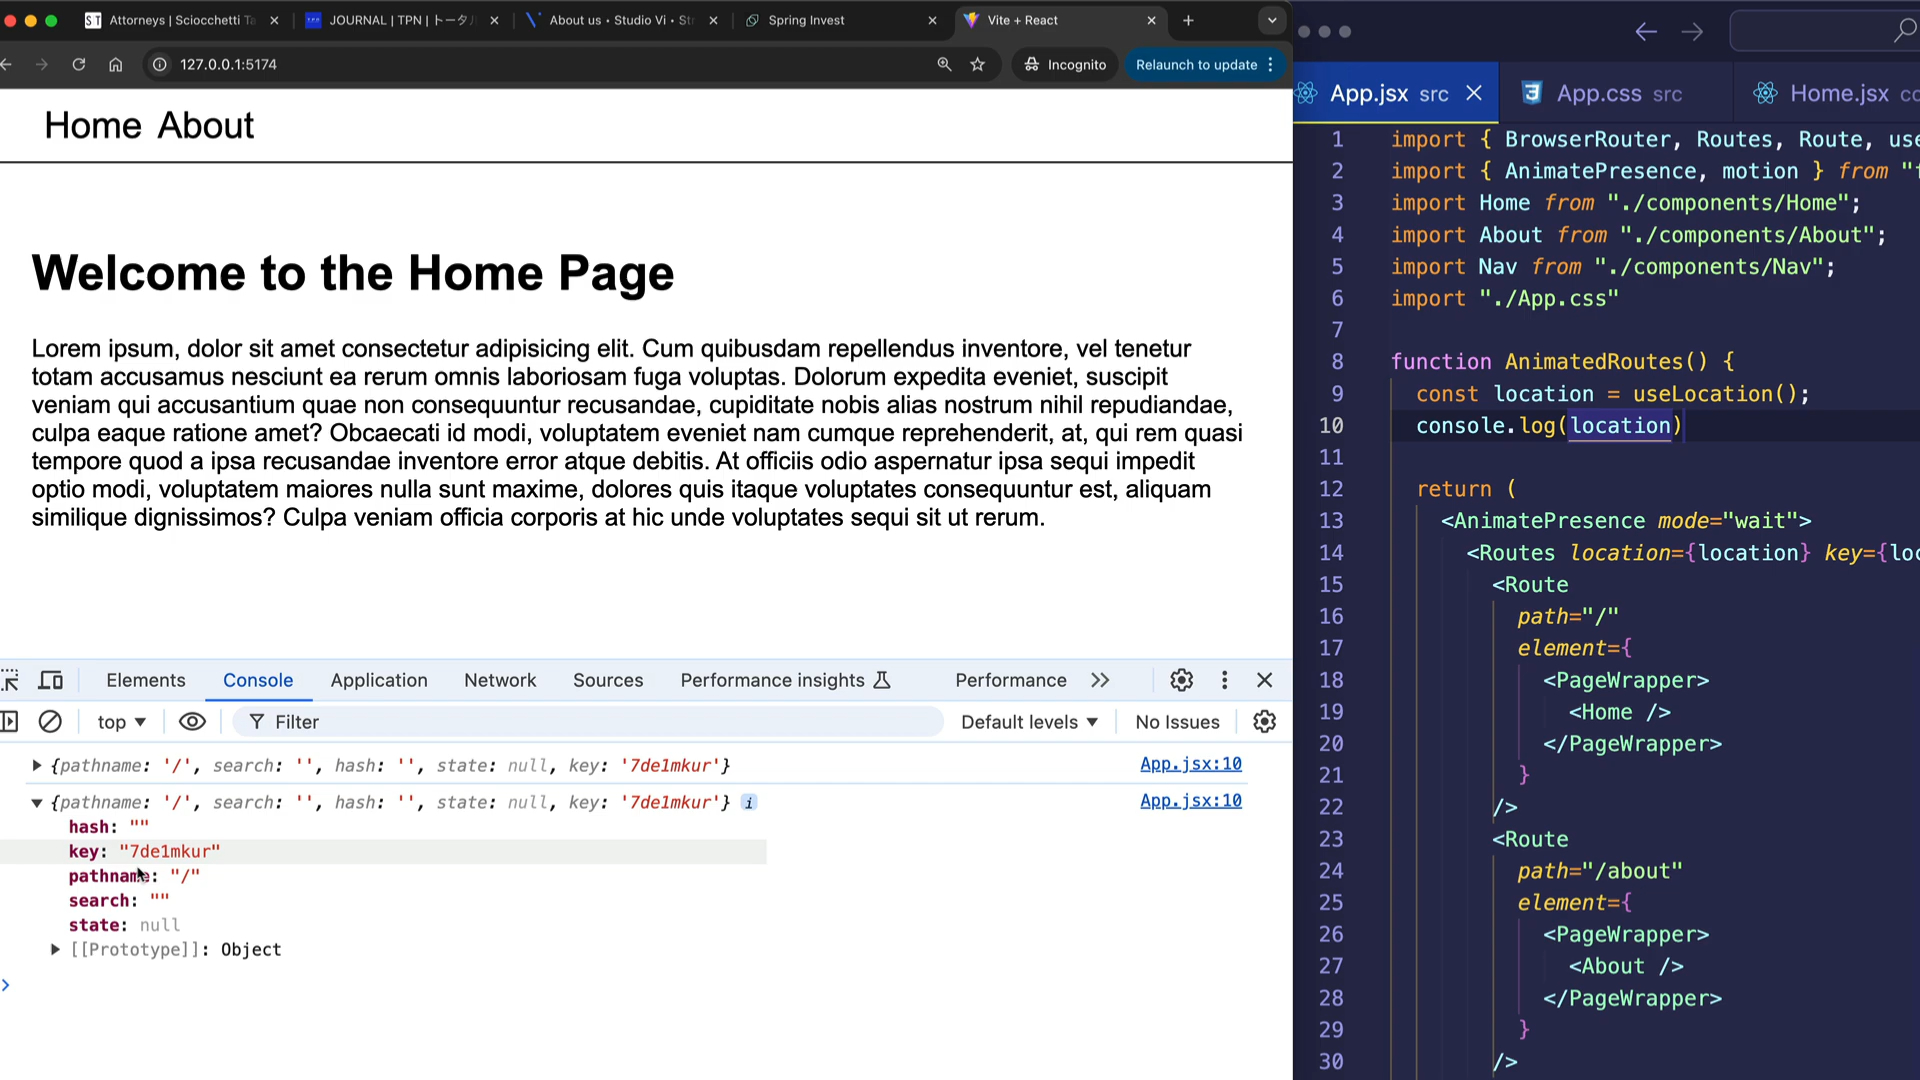 Attorneys | Sciocchetti Ta
JOURNAL | TPN | トータル
About us • Studio Vi • Str
Spring Invest
Vite + React
127.0.0.1:5174
Incognito
Relaunch to update
Home About
Welcome to the Home Page
Lorem ipsum, dolor sit amet consectetur adipisicing elit. Cum quibusdam repellendus inventore, vel tenetur
totam accusamus nesciunt ea rerum omnis laboriosam fuga voluptas. Dolorum expedita eveniet, suscipit
veniam qui accusantium quae non consequuntur recusandae, cupiditate nobis alias nostrum nihil repudiandae,
culpa eaque ratione amet? Obcaecati id modi, voluptatem eveniet nam cumque reprehenderit, at, qui rem quasi
tempore quod a ipsa recusandae inventore error atque debitis. At officiis odio aspernatur ipsa sequi impedit
optio modi, voluptatem maiores nulla sunt maxime, dolores quis itaque voluptates consequuntur est, aliquam
similique dignissimos? Culpa veniam officia corporis at hic unde voluptates sequi sit ut rerum.
Elements Console Application Network Sources Performance insights Performance
top Filter Default levels No Issues
{pathname: '/', search: '', hash: '', state: null, key: '7de1mkur'} App.jsx:10
{pathname: '/', search: '', hash: '', state: null, key: '7de1mkur'} App.jsx:10
hash: ""
key: "7de1mkur"
pathname: "/"
search: ""
state: null
[[Prototype]]: Object
App.jsx src App.css src Home.jsx co
1 import { BrowserRouter, Routes, Route, use
2 import { AnimatePresence, motion } from "f
3 import Home from "./components/Home";
4 import About from "./components/About";
5 import Nav from "./components/Nav";
6 import "./App.css"
7
8 function AnimatedRoutes() {
9 const location = useLocation();
10 console.log(location)
11
12 return (
13 <AnimatePresence mode="wait">
14 <Routes location={location} key={loc
15 <Route
16 path="/"
17 element={
18 <PageWrapper>
19 <Home />
20 </PageWrapper>
21 }
22 />
23 <Route
24 path="/about"
25 element={
26 <PageWrapper>
27 <About />
28 </PageWrapper>
29 }
30 />